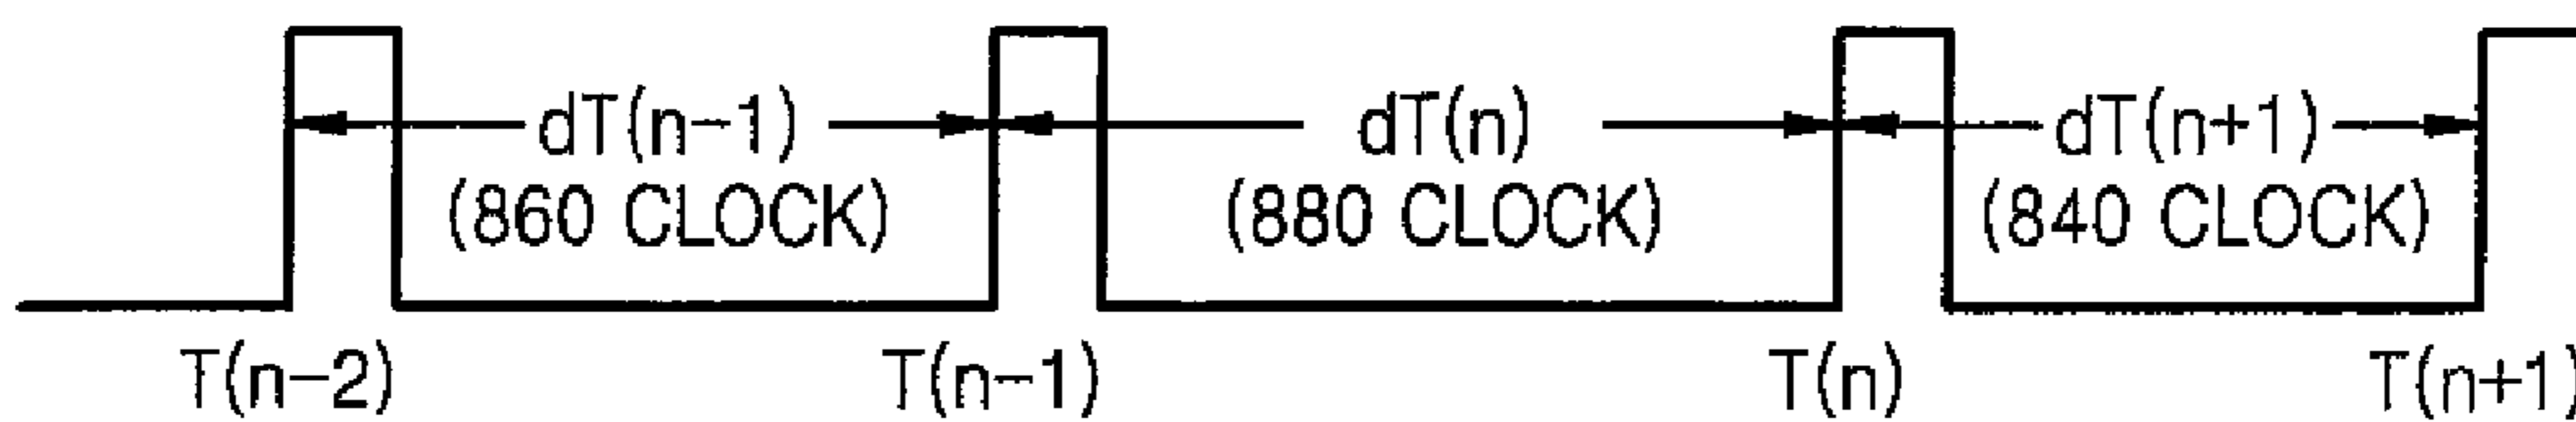 dT(n-1) dT(n) dT(n+1)
(860 CLOCK) (880 CLOCK) (840 CLOCK)
T(n-2) T(n-1) T(n) T(n+1)